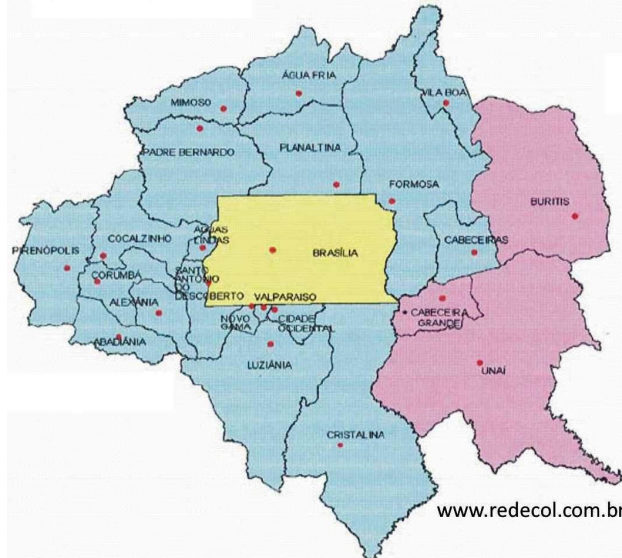 ÁGUA FRIA
MIMOSO
VILA BOA
PADRE BERNARDO
PLANALTINA
FORMOSA
BURITIS
ÁGUAS
LINDAS
COCALZINHO
PIRENÓPOLIS
BRASÍLIA
CABECEIRAS
CORUMBÁ
SANTO
ANTÔNIO
DO
DESCOBERTO
ALEXÂNIA
VALPARAISO
NOVO
GAMA
CIDADE
OCIDENTAL
CABECEIRA
GRANDE
ABADIÂNIA
LUZIÂNIA
UNAÍ
CRISTALINA
www.redecol.com.br